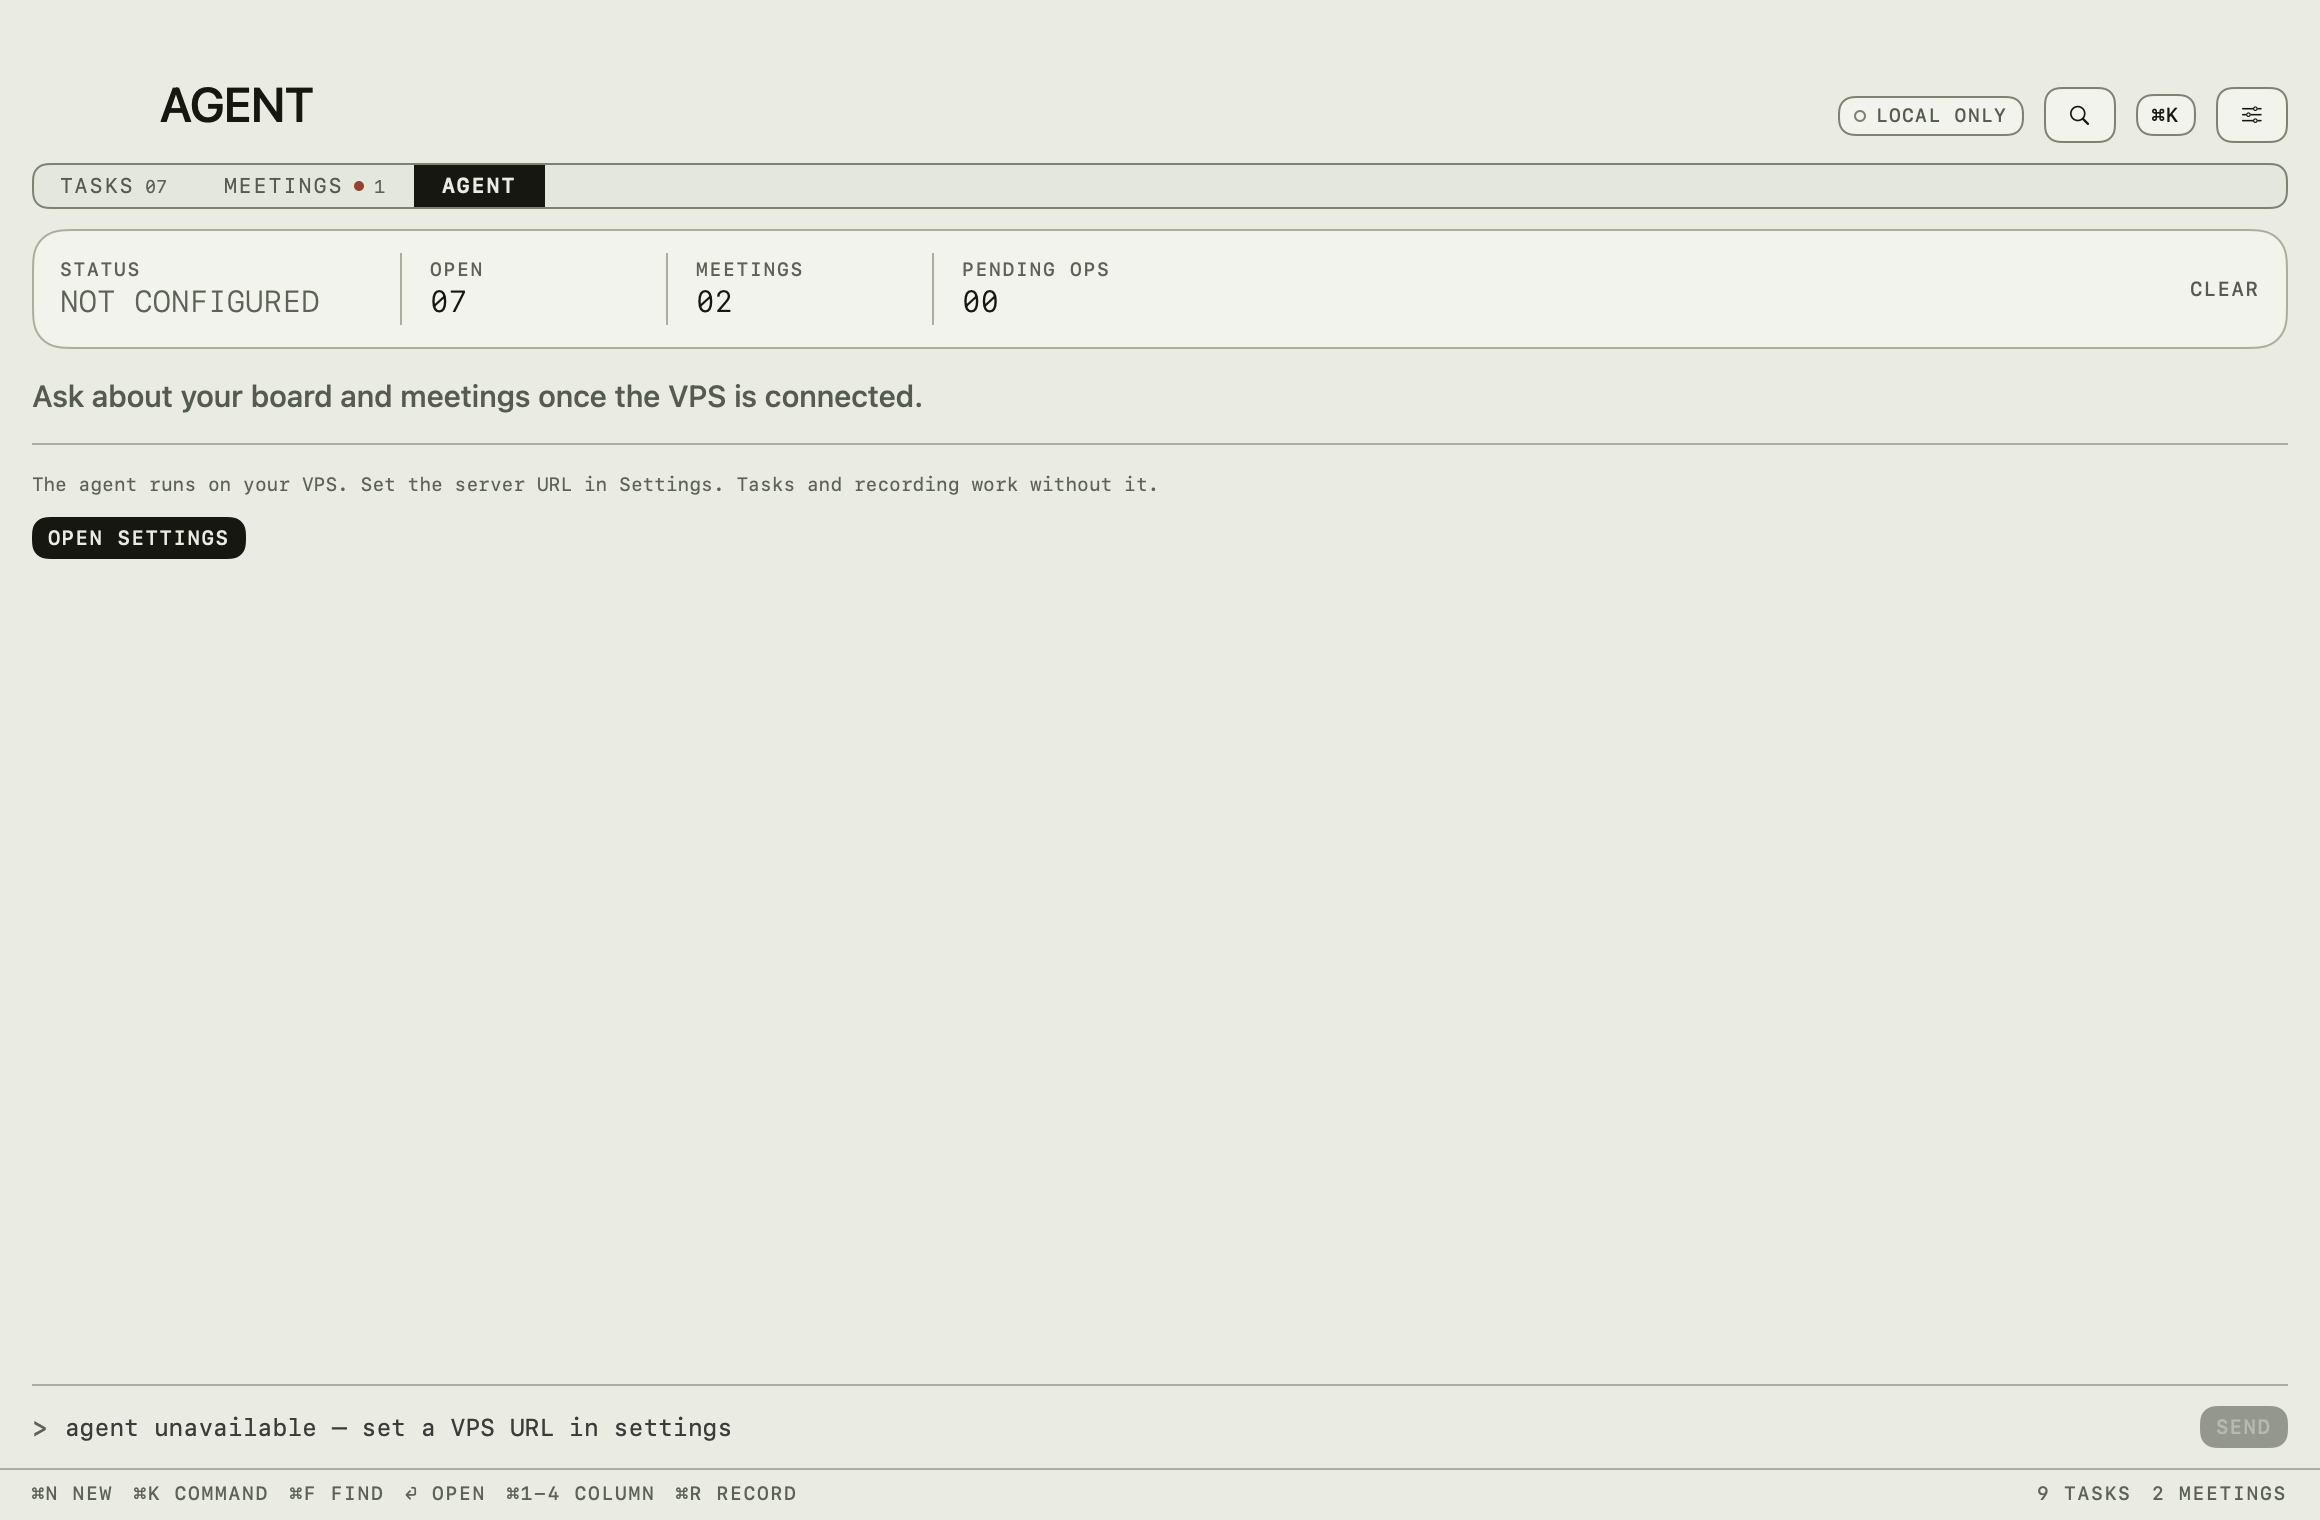 AGENT
LOCAL ONLY ⌘K
TASKS 07 MEETINGS 1 AGENT
STATUS OPEN MEETINGS PENDING OPS
NOT CONFIGURED 07 02 00
CLEAR
Ask about your board and meetings once the VPS is connected.
The agent runs on your VPS. Set the server URL in Settings. Tasks and recording work without it.
OPEN SETTINGS
> agent unavailable — set a VPS URL in settings SEND
⌘N NEW ⌘K COMMAND ⌘F FIND ⏎ OPEN ⌘1–4 COLUMN ⌘R RECORD 9 TASKS 2 MEETINGS